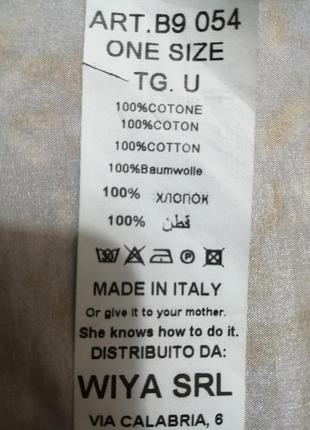 ART.B9 054
ONE SIZE
TG. U
100%COTONE
100%COTON
100%COTTON
100%Baumwolle
100% ХЛОПОК
100% قطن
MADE IN ITALY
Or give it to your mother.
She knows how to do it.
DISTRIBUITO DA:
WIYA SRL
VIA CALABRIA, 6